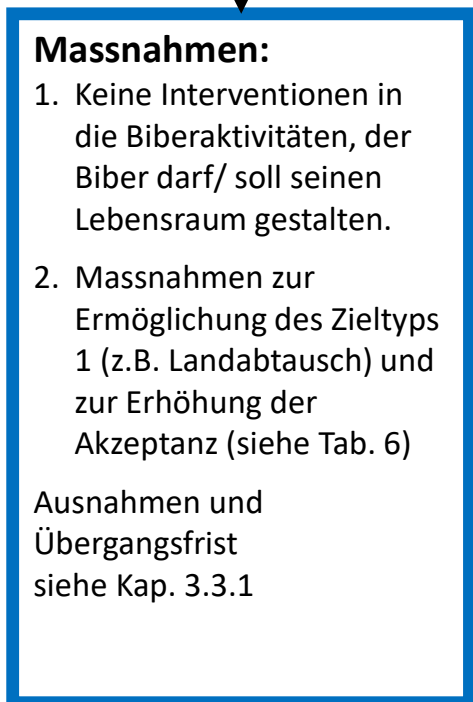 Massnahmen:
1. Keine Interventionen in
die Biberaktivitäten, der
Biber darf/ soll seinen
Lebensraum gestalten.
2. Massnahmen zur
Ermöglichung des Zieltyps
1 (z.B. Landabtausch) und
zur Erhöhung der
Akzeptanz (siehe Tab. 6)
Ausnahmen und
Übergangsfrist
siehe Kap. 3.3.1